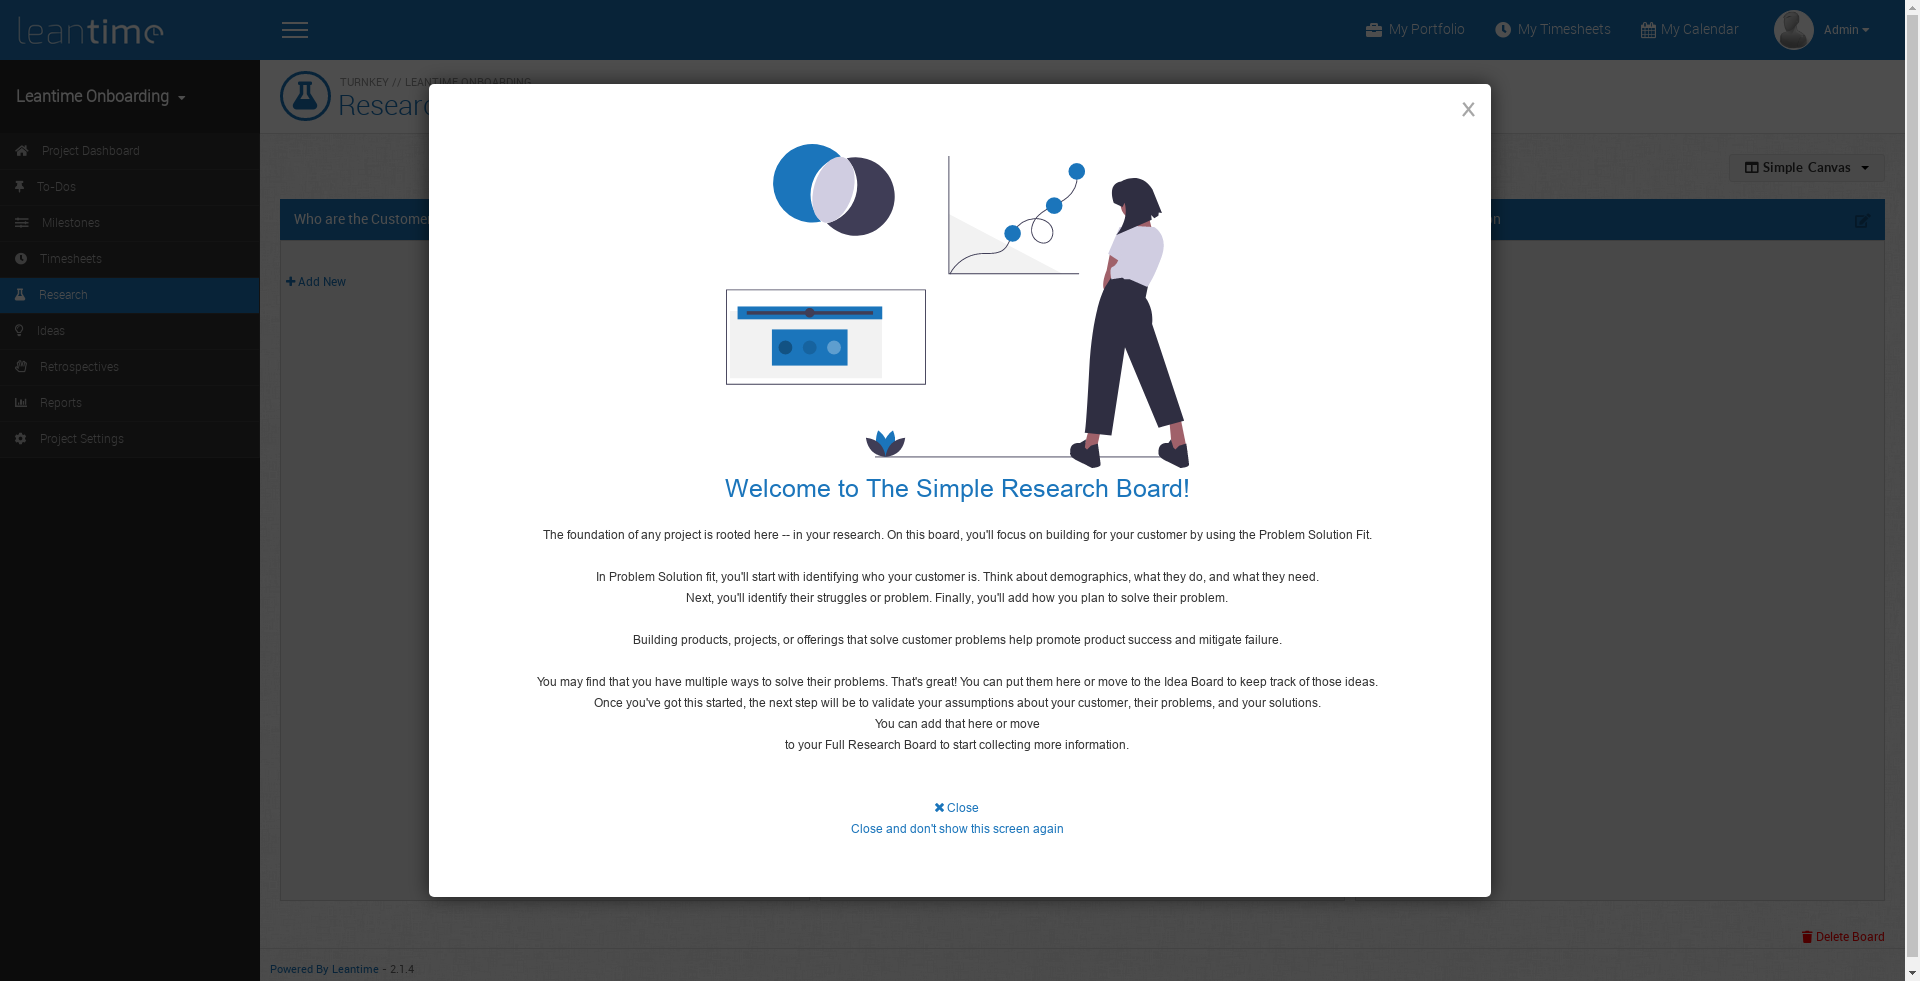 leantime
My Portfolio
My Timesheets
My Calendar
Admin
Leantime Onboarding
TURNKEY // LEANTIME ONBOARDING
Project Dashboard
To-Dos
Milestones
Timesheets
Research
Ideas
Retrospectives
Reports
Project Settings
X
Simple Canvas
Who are the Customer
+ Add New
Welcome to The Simple Research Board!
The foundation of any project is rooted here -- in your research. On this board, you'll focus on building for your customer by using the Problem Solution Fit.
In Problem Solution fit, you'll start with identifying who your customer is. Think about demographics, what they do, and what they need.
Next, you'll identify their struggles or problem. Finally, you'll add how you plan to solve their problem.
Building products, projects, or offerings that solve customer problems help promote product success and mitigate failure.
You may find that you have multiple ways to solve their problems. That's great! You can put them here or move to the Idea Board to keep track of those ideas.
Once you've got this started, the next step will be to validate your assumptions about your customer, their problems, and your solutions.
You can add that here or move
to your Full Research Board to start collecting more information.
Close
Close and don't show this screen again
Delete Board
Powered By Leantime - 2.1.4